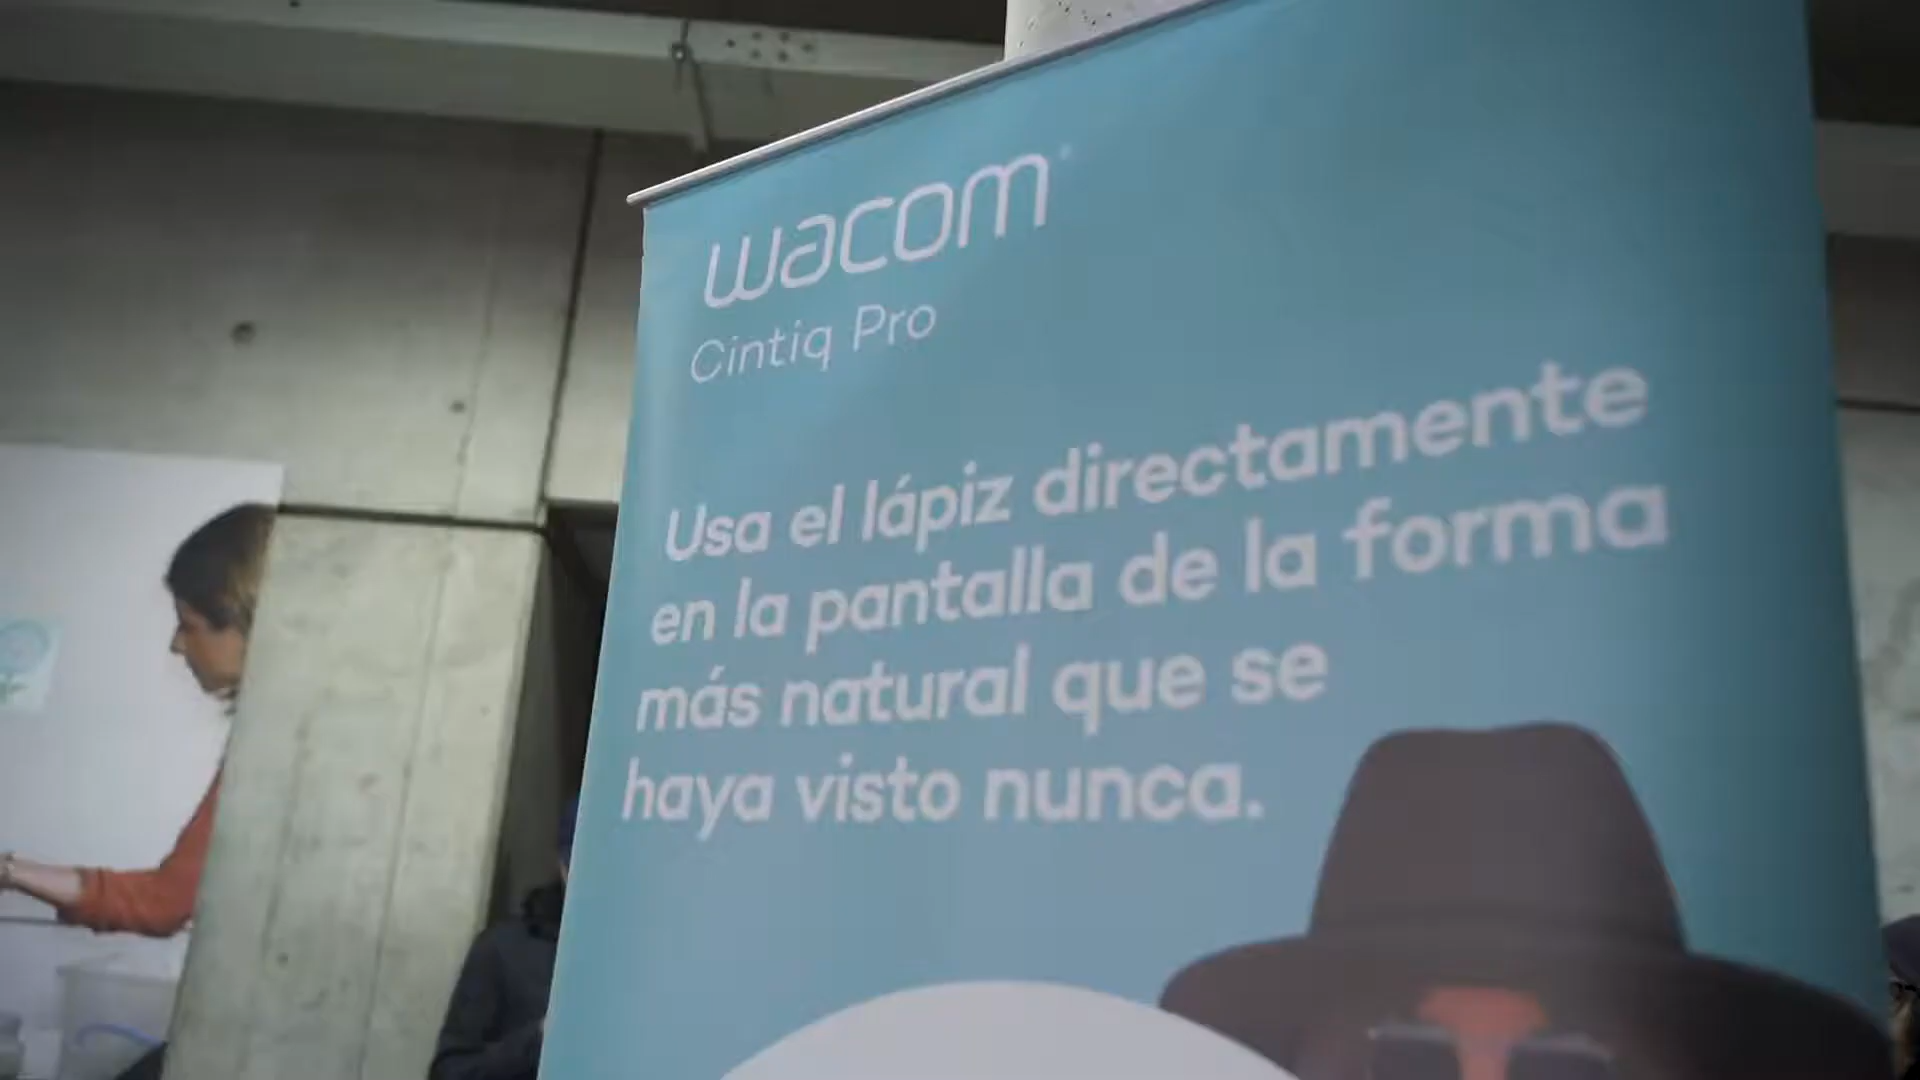 wacom
Cintiq Pro
Usa el lápiz directamente
en la pantalla de la forma
más natural que se
haya visto nunca.